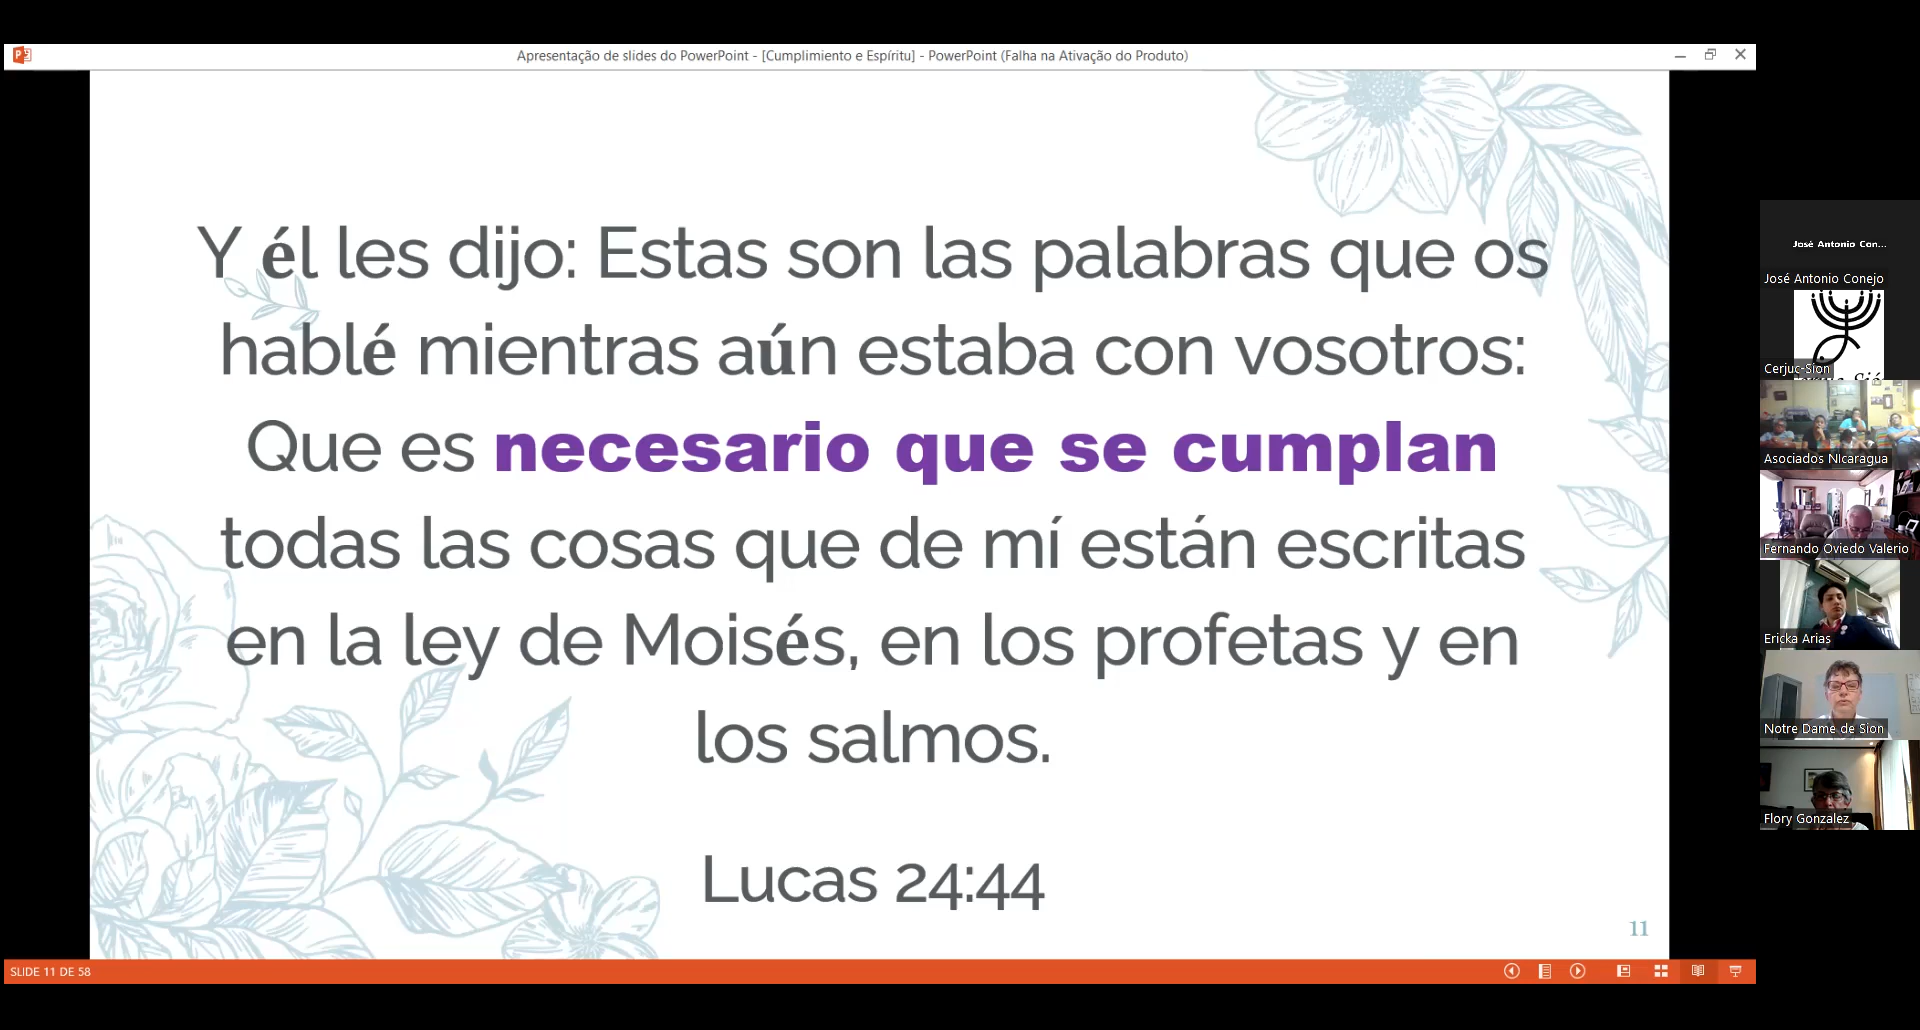 Apresentação de slides do PowerPoint - [Cumplimiento e Espíritu] - PowerPoint (Falha na Ativação do Produto)
Y él les dijo: Estas son las palabras que os
hablé mientras aún estaba con vosotros:
Que es necesario que se cumplan
todas las cosas que de mí están escritas
en la ley de Moisés, en los profetas y en
los salmos.
Lucas 24:44
11
SLIDE 11 DE 58
José Antonio Con...
José Antonio Conejo
Cerjuc-Sion
Asociados NIcaragua
Fernando Oviedo Valerio
Ericka Arias
Notre Dame de Sion
Flory Gonzalez